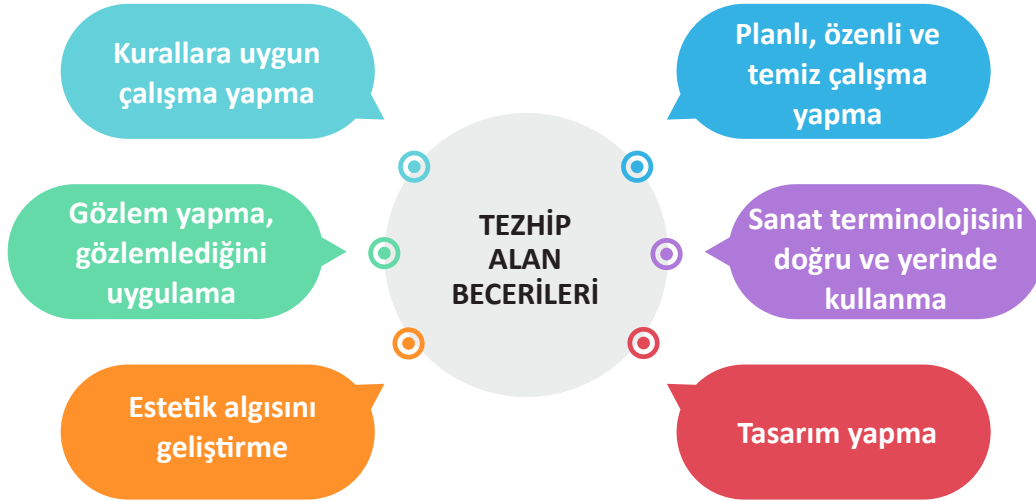 Kurallara uygun
çalışma yapma
Planlı, özenli ve
temiz çalışma
yapma
Gözlem yapma,
gözlemlediğini
uygulama
TEZHİP
ALAN
BECERİLERİ
Sanat terminolojisini
doğru ve yerinde
kullanma
Estetik algısını
geliştirme
Tasarım yapma